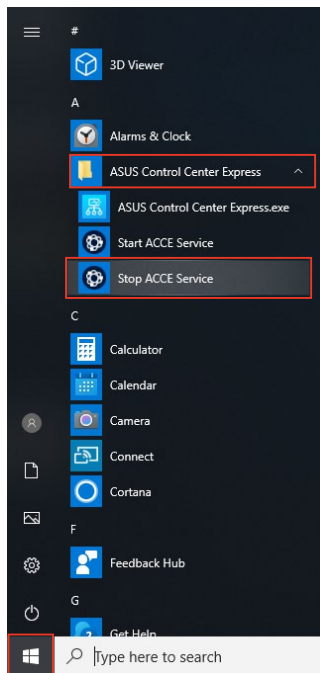 #
3D Viewer
A
Alarms & Clock
ASUS Control Center Express
ASUS Control Center Express.exe
Start ACCE Service
Stop ACCE Service
C
Calculator
Calendar
Camera
Connect
Cortana
F
Feedback Hub
G
Get Help
Type here to search